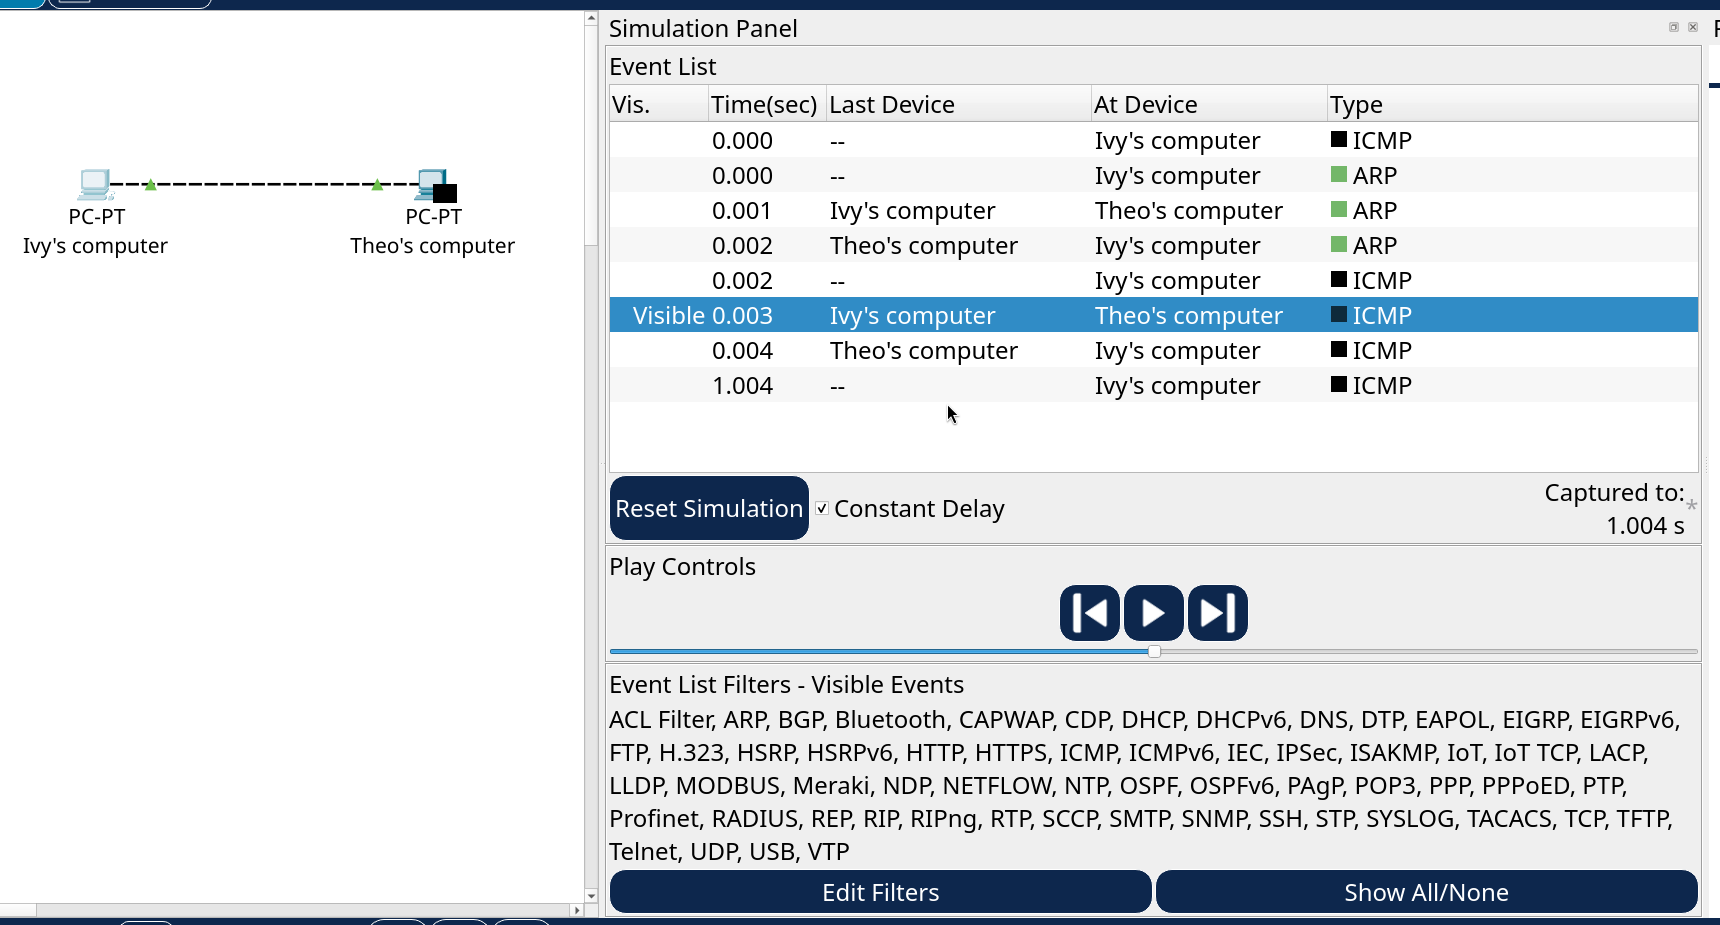 Simulation Panel
Event List
Vis. Time(sec) Last Device At Device Type
0.000 -- Ivy's computer ICMP
0.000 -- Ivy's computer ARP
0.001 Ivy's computer Theo's computer ARP
0.002 Theo's computer Ivy's computer ARP
0.002 -- Ivy's computer ICMP
Visible 0.003 Ivy's computer Theo's computer ICMP
0.004 Theo's computer Ivy's computer ICMP
1.004 -- Ivy's computer ICMP
PC-PT
Ivy's computer
PC-PT
Theo's computer
Reset Simulation
Constant Delay
Captured to:
1.004 s
*
Play Controls
Event List Filters - Visible Events
ACL Filter, ARP, BGP, Bluetooth, CAPWAP, CDP, DHCP, DHCPv6, DNS, DTP, EAPOL, EIGRP, EIGRPv6,
FTP, H.323, HSRP, HSRPv6, HTTP, HTTPS, ICMP, ICMPv6, IEC, IPSec, ISAKMP, IoT, IoT TCP, LACP,
LLDP, MODBUS, Meraki, NDP, NETFLOW, NTP, OSPF, OSPFv6, PAgP, POP3, PPP, PPPoED, PTP,
Profinet, RADIUS, REP, RIP, RIPng, RTP, SCCP, SMTP, SNMP, SSH, STP, SYSLOG, TACACS, TCP, TFTP,
Telnet, UDP, USB, VTP
Edit Filters
Show All/None